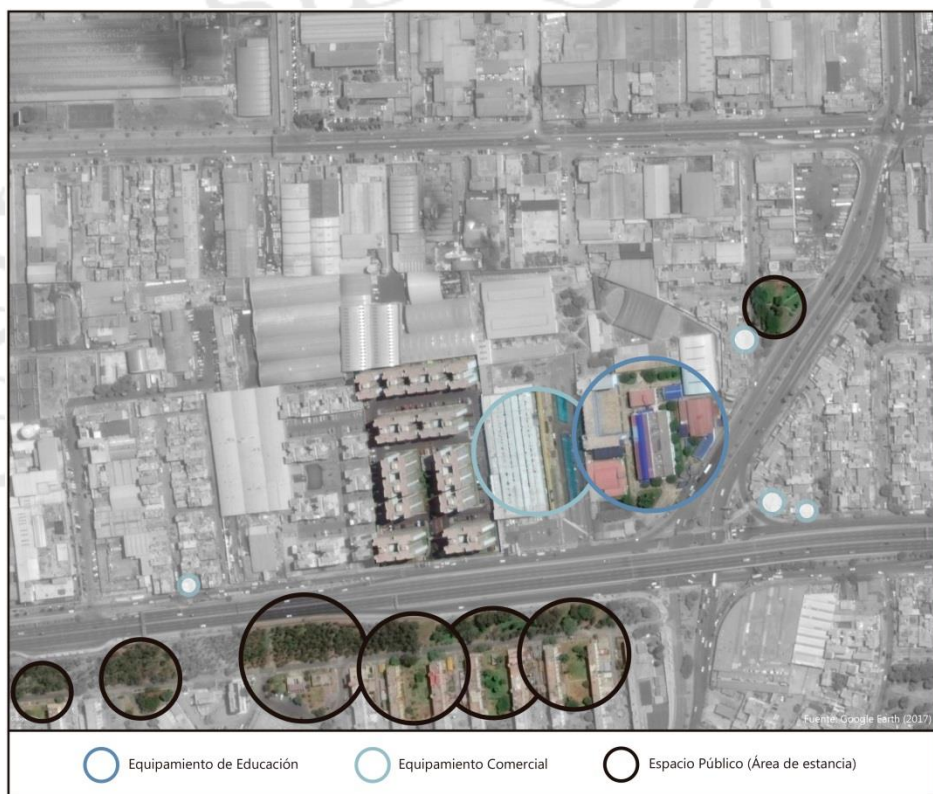 Fuente: Google Earth (2017)
Equipamiento de Educación
Equipamiento Comercial
Espacio Público (Área de estancia)